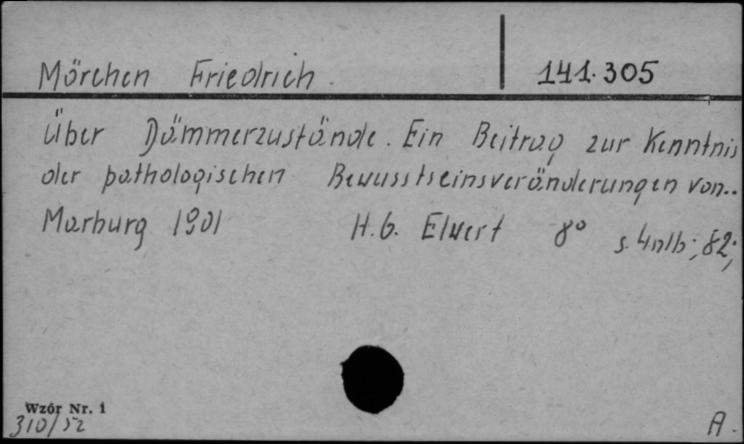 Mörchen Friedrich. 141.305
Über Dämmerzustände. Ein Beitrag zur Kenntnis
der pathologischen Bewusstseinsveränderungen von..
Marburg 1901 H.G. Elwert 8° s. 4nlb; 82;
Wzór Nr. 1
310/52
A.